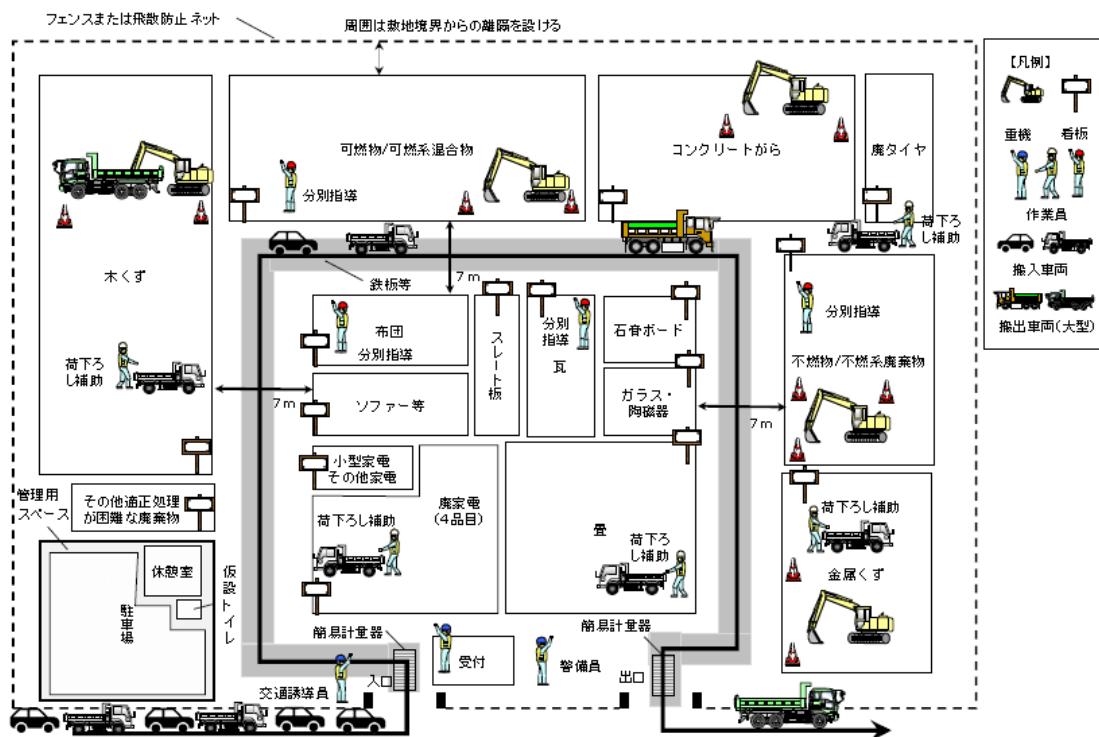 フェンスまたは飛散防止ネット
周囲は敷地境界からの離隔を設ける
【凡例】
重機
看板
作業員
搬入車両
搬出車両(大型)
可燃物/可燃系混合物
分別指導
コンクリートがら
廃タイヤ
荷下ろ
し補助
木くず
7m
鉄板等
布団
分別指導
スレート板
分別
指導
瓦
石膏ボード
分別指導
不燃物/不燃系廃棄物
荷下ろ
し補助
7m
ソファー等
ガラス・
陶磁器
7m
小型家電
その他家電
管理用
スペース
その他適正処理
が困難な廃棄物
荷下ろし補助
廃家電
(4品目)
畳
荷下ろ
し補助
荷下ろし補助
金属くず
休憩室
仮設トイレ
駐車場
簡易計量器
簡易計量器
受付
警備員
入口
出口
交通誘導員